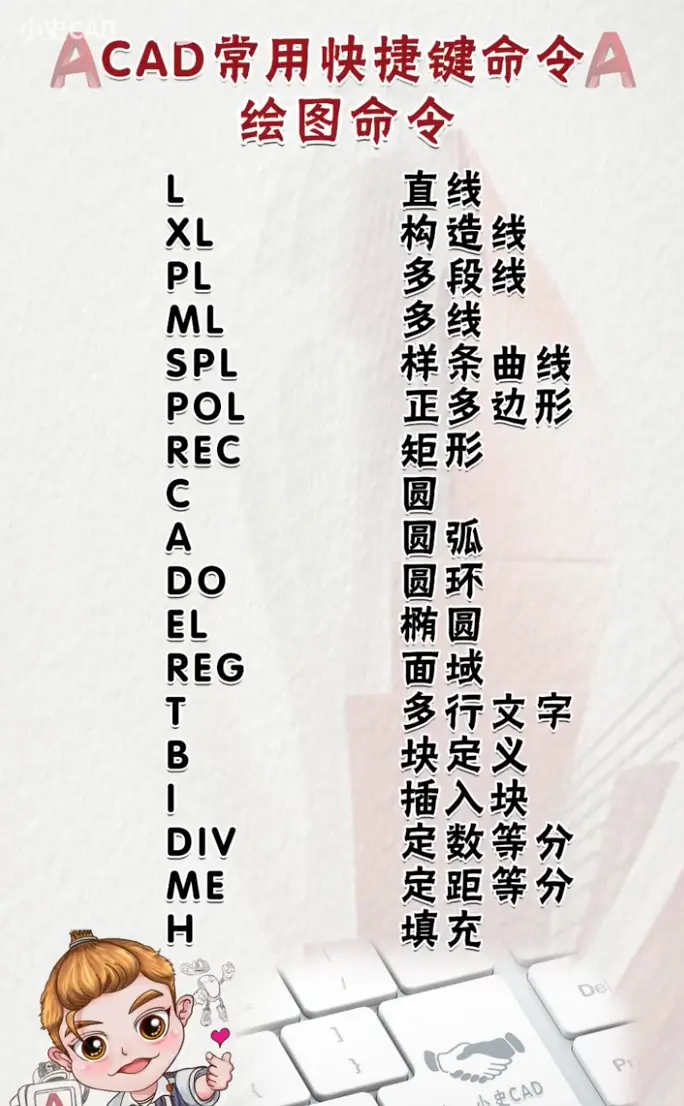 小史CAD
ACAD常用快捷键命令A
绘图命令
L 直线
XL 构造线
PL 多段线
ML 多线
SPL 样条曲线
POL 正多边形
REC 矩形
C 圆
A 圆弧
DO 圆环
EL 椭圆
REG 面域
T 多行文字
B 块定义
I 插入块
DIV 定数等分
ME 定距等分
H 填充
Del
]
}
{
小史CAD
A